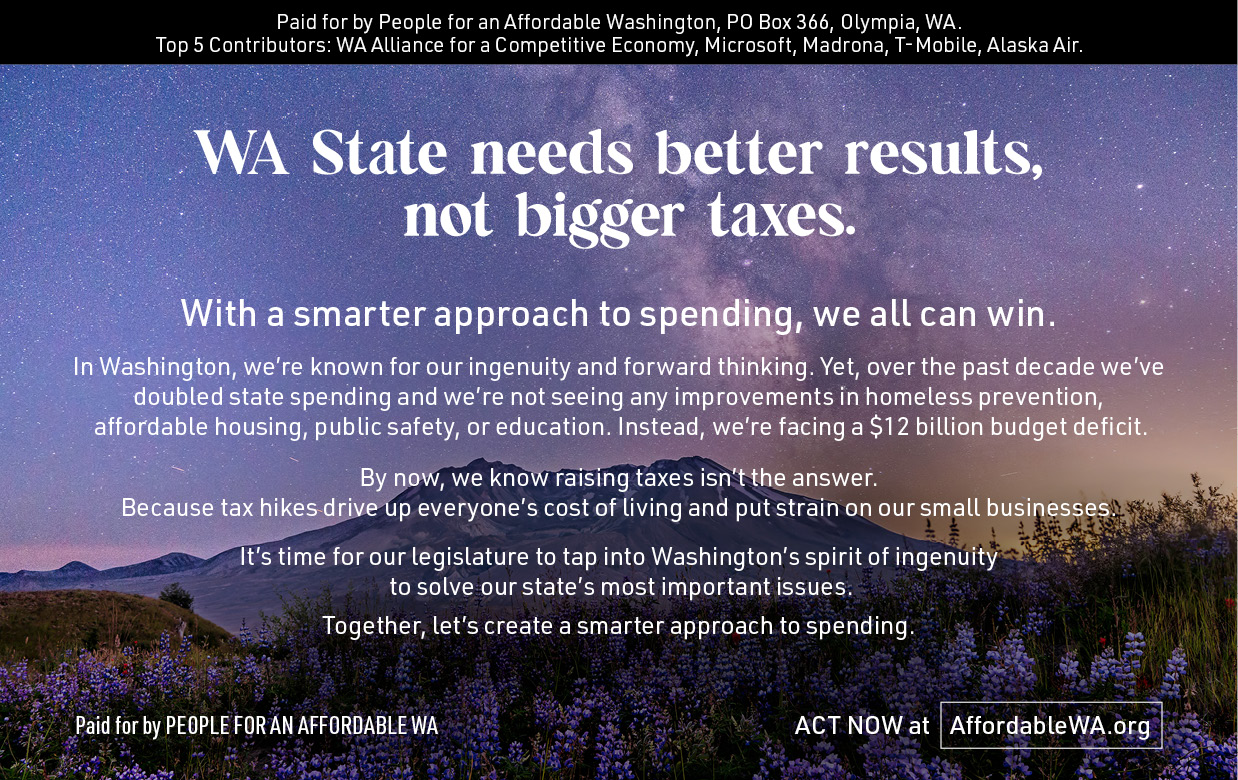 Paid for by People for an Affordable Washington, PO Box 366, Olympia, WA.
Top 5 Contributors: WA Alliance for a Competitive Economy, Microsoft, Madrona, T-Mobile, Alaska Air.
WA State needs better results,
not bigger taxes.
With a smarter approach to spending, we all can win.
In Washington, we’re known for our ingenuity and forward thinking. Yet, over the past decade we’ve
doubled state spending and we’re not seeing any improvements in homeless prevention,
affordable housing, public safety, or education. Instead, we’re facing a $12 billion budget deficit.
By now, we know raising taxes isn’t the answer.
Because tax hikes drive up everyone’s cost of living and put strain on our small businesses.
It’s time for our legislature to tap into Washington’s spirit of ingenuity
to solve our state’s most important issues.
Together, let’s create a smarter approach to spending.
Paid for by PEOPLE FOR AN AFFORDABLE WA
ACT NOW at AffordableWA.org